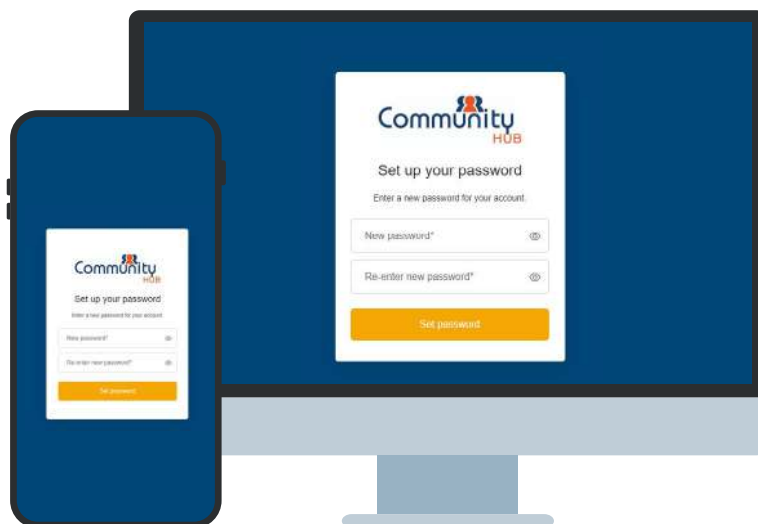 Community
HUB
Set up your password
Enter a new password for your account
New password*
Re-enter new password*
Set password
Community
HUB
Set up your password
Enter a new password for your account
New password*
Re-enter new password*
Set password